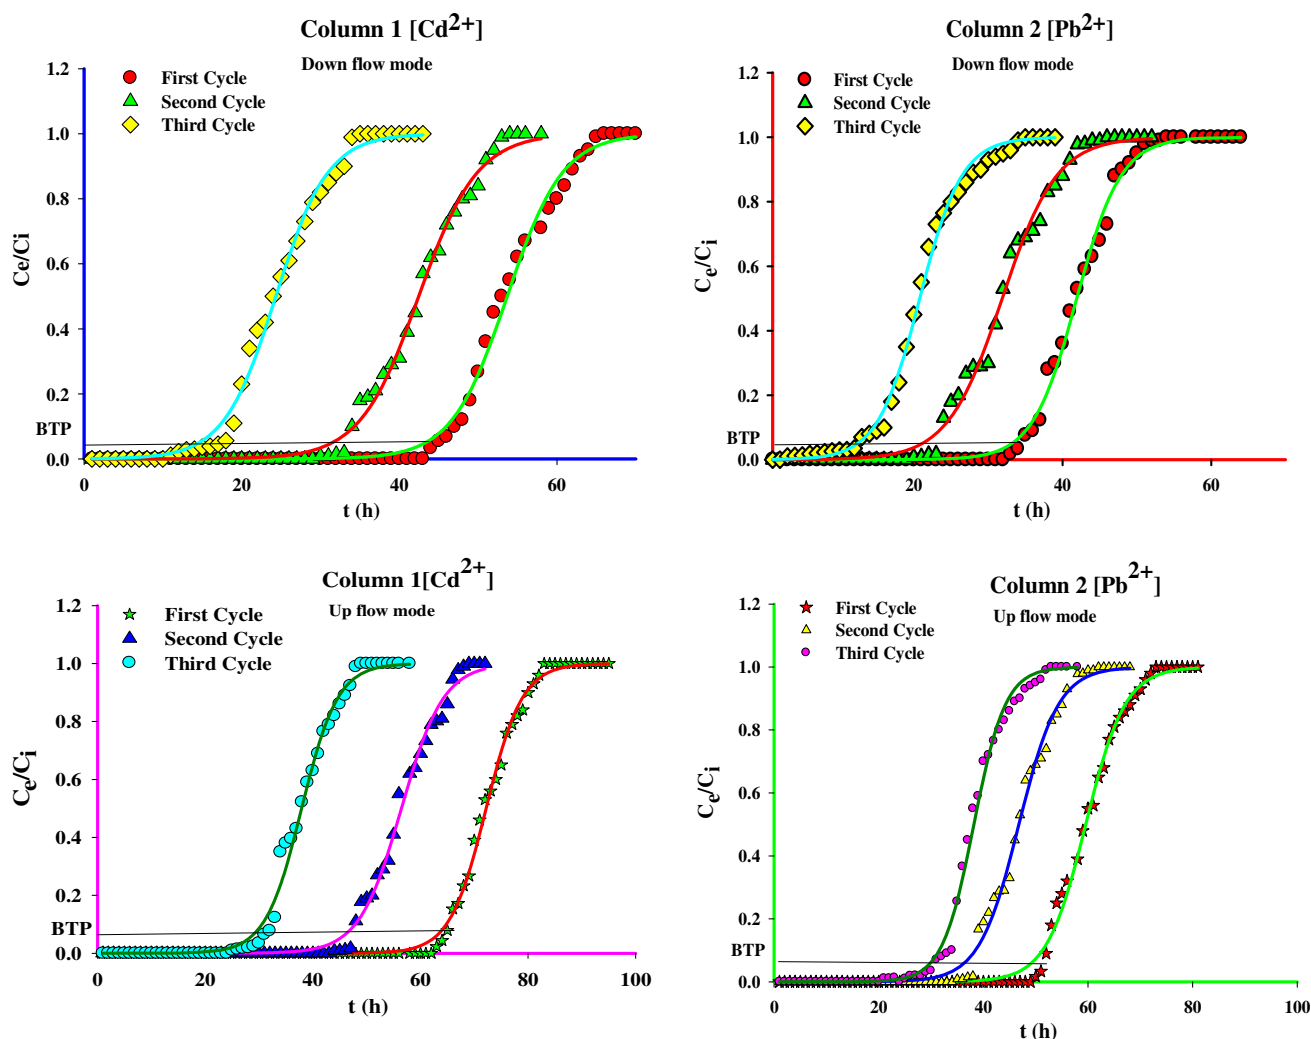 Column 1 [Cd2+]
Down flow mode
First Cycle
Second Cycle
Third Cycle
Ce/Ci
1.2
1.0
0.8
0.6
0.4
0.2
0.0
BTP
0 20 40 60
t (h)
Column 2 [Pb2+]
Down flow mode
First Cycle
Second Cycle
Third Cycle
Ce/Ci
1.2
1.0
0.8
0.6
0.4
0.2
0.0
BTP
20 40 60
t (h)
Column 1[Cd2+]
Up flow mode
First Cycle
Second Cycle
Third Cycle
Ce/Ci
1.2
1.0
0.8
0.6
0.4
0.2
0.0
BTP
0 20 40 60 80 100
t (h)
Column 2 [Pb2+]
Up flow mode
First Cycle
Second Cycle
Third Cycle
Ce/Ci
1.2
1.0
0.8
0.6
0.4
0.2
0.0
BTP
0 20 40 60 80 100
t (h)